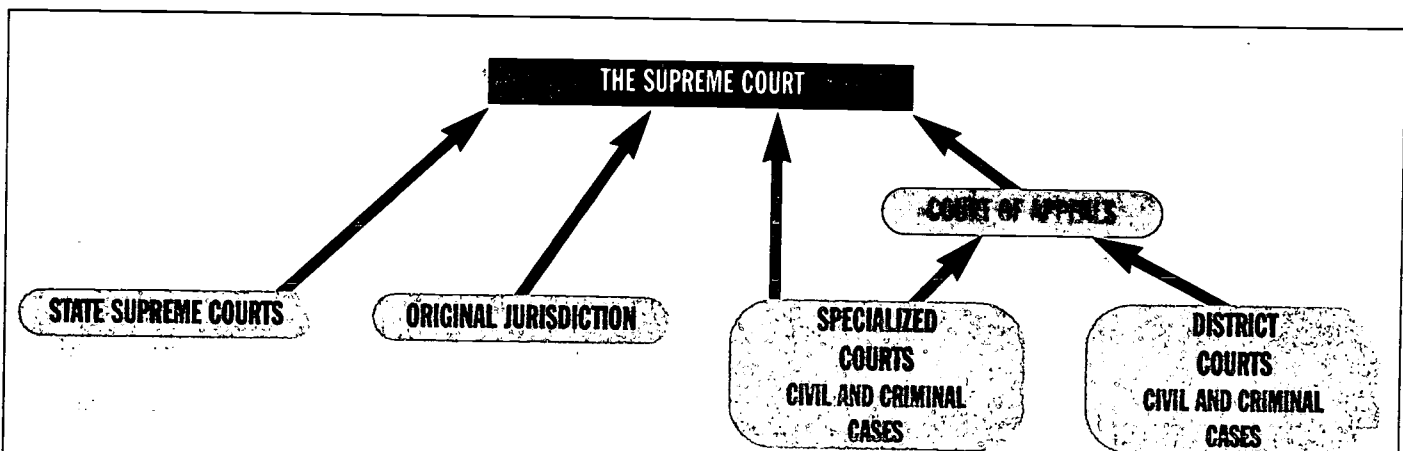 THE SUPREME COURT
COURT OF APPEALS
STATE SUPREME COURTS
ORIGINAL JURISDICTION
SPECIALIZED
COURTS
CIVIL AND CRIMINAL
CASES
DISTRICT
COURTS
CIVIL AND CRIMINAL
CASES